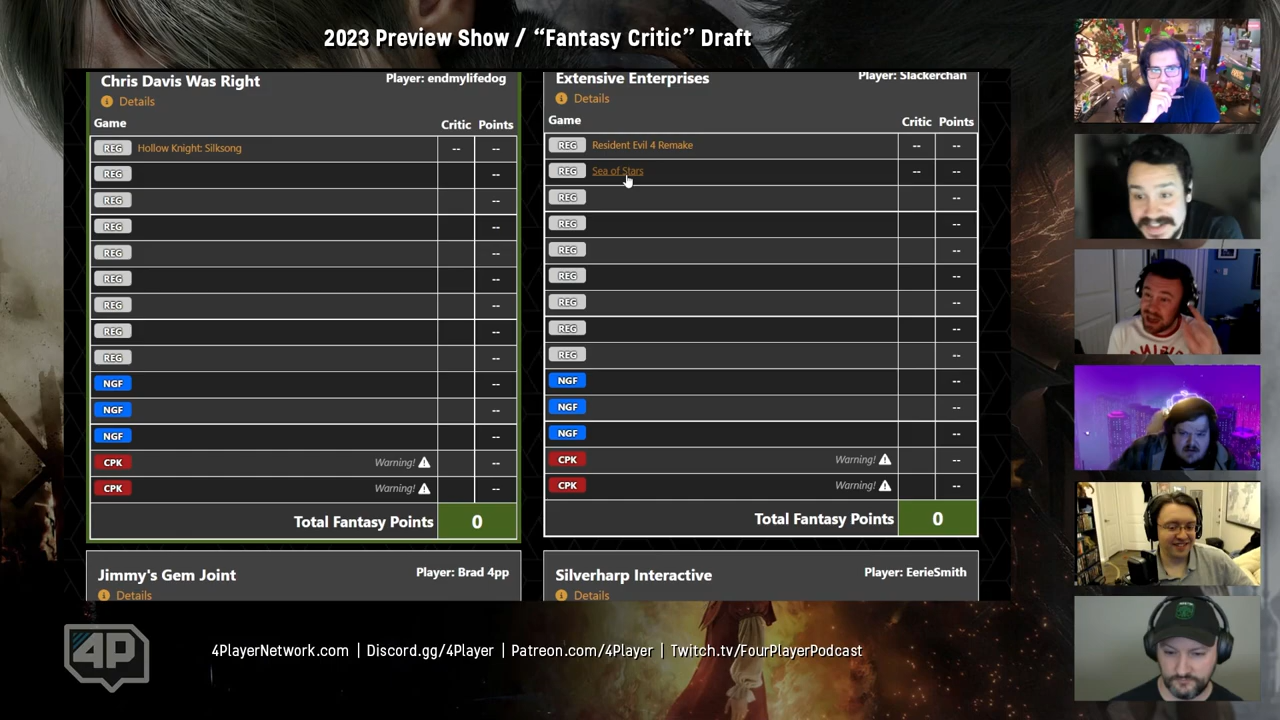 2023 Preview Show / “Fantasy Critic” Draft
Chris Davis Was Right
Player: endmylifedog
Details
Game Critic Points
REG Hollow Knight: Silksong -- --
REG --
REG --
REG --
REG --
REG --
REG --
REG --
REG --
NGF --
NGF --
NGF --
CPK Warning! --
CPK Warning! --
Total Fantasy Points 0
Extensive Enterprises
Player: Slackerchan
Details
Game Critic Points
REG Resident Evil 4 Remake -- --
REG Sea of Stars -- --
REG --
REG --
REG --
REG --
REG --
REG --
REG --
NGF --
NGF --
NGF --
CPK Warning! --
CPK Warning! --
Total Fantasy Points 0
Jimmy's Gem Joint
Player: Brad 4pp
Details
Silverharp Interactive
Player: EerieSmith
Details
4P
4PlayerNetwork.com | Discord.gg/4Player | Patreon.com/4Player | Twitch.tv/FourPlayerPodcast